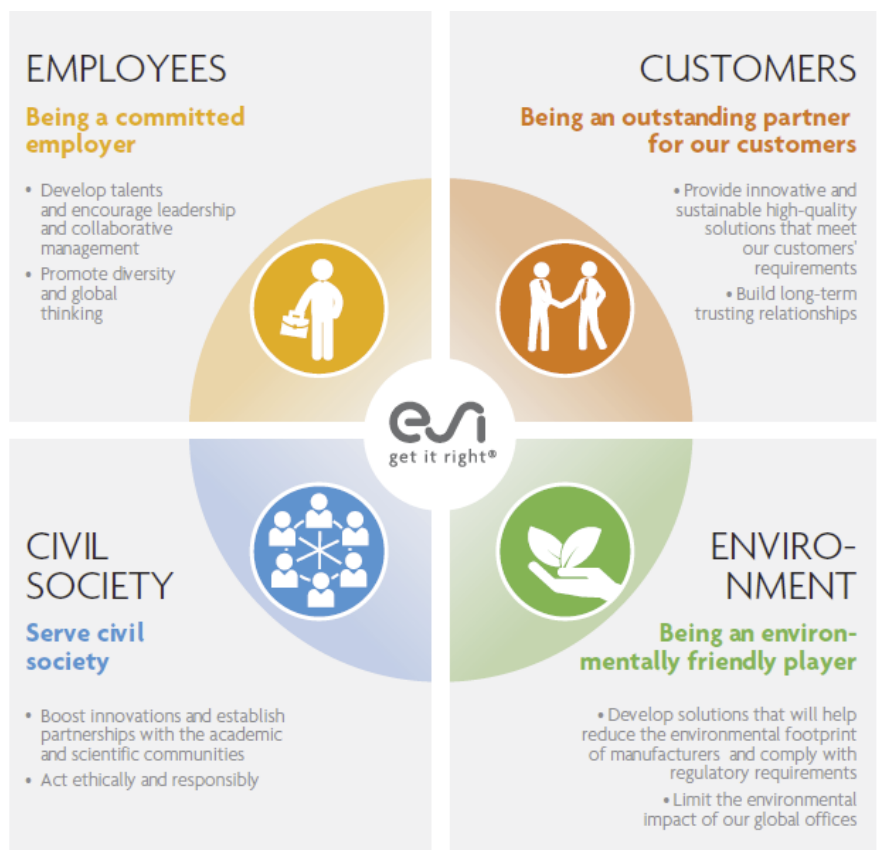 EMPLOYEES
Being a committed
employer
• Develop talents
and encourage leadership
and collaborative
management
• Promote diversity
and global
thinking
CUSTOMERS
Being an outstanding partner
for our customers
• Provide innovative and
sustainable high-quality
solutions that meet
our customers'
requirements
• Build long-term
trusting relationships
esi
get it right®
CIVIL
SOCIETY
Serve civil
society
• Boost innovations and establish
partnerships with the academic
and scientific communities
• Act ethically and responsibly
ENVIRO-
NMENT
Being an environ-
mentally friendly player
• Develop solutions that will help
reduce the environmental footprint
of manufacturers and comply with
regulatory requirements
• Limit the environmental
impact of our global offices